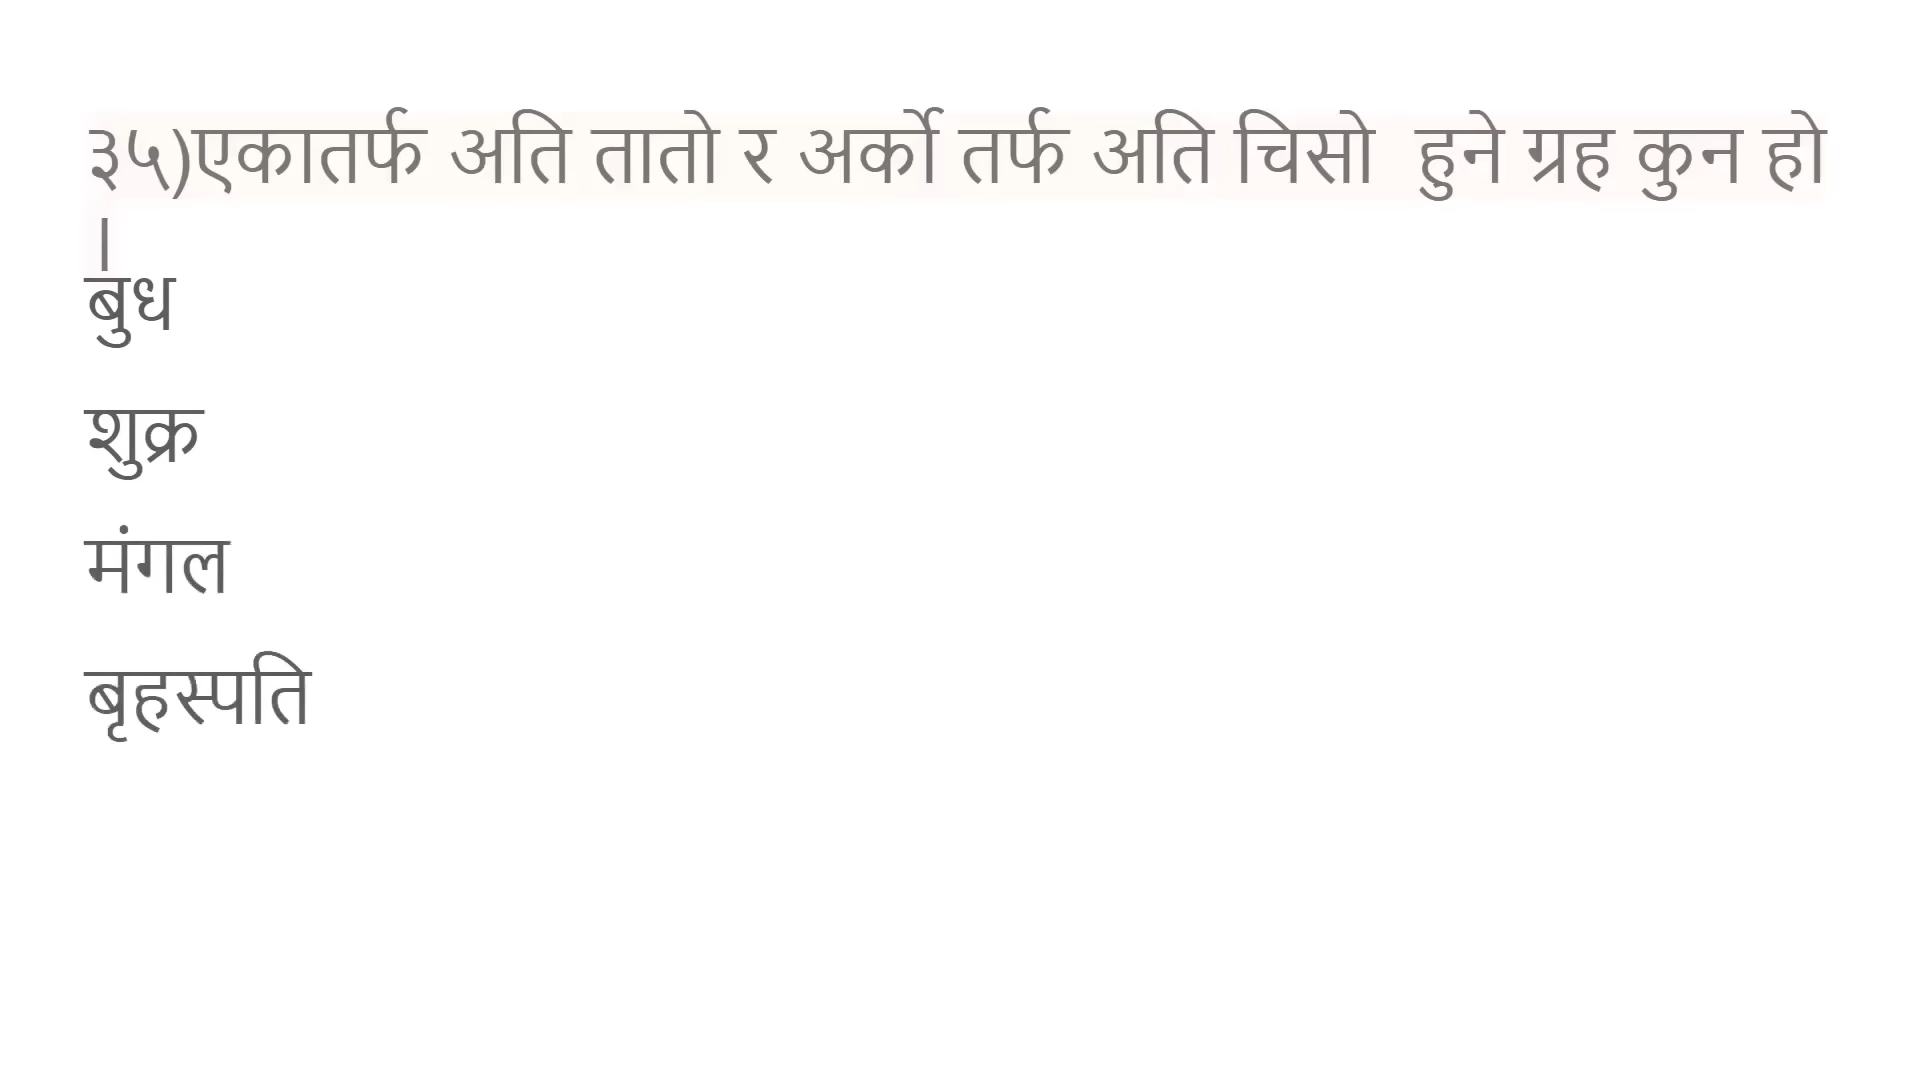 ३५)एकातर्फ अति तातो र अर्को तर्फ अति चिसो  हुने ग्रह कुन हो
।
बुध
शुक्र
मंगल
बृहस्पति